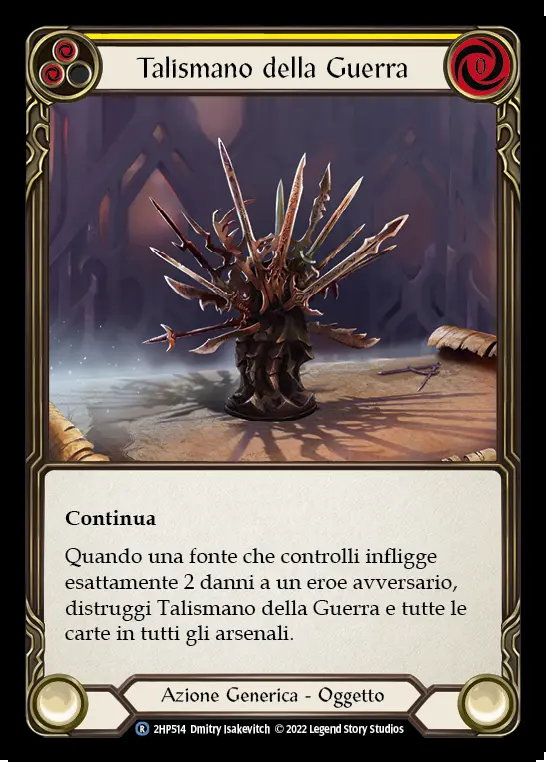 Talismano della Guerra
0
Continua
Quando una fonte che controlli infligge
esattamente 2 danni a un eroe avversario,
distruggi Talismano della Guerra e tutte le
carte in tutti gli arsenali.
Azione Generica - Oggetto
R 2HP514 Dmitry Isakevitch © 2022 Legend Story Studios